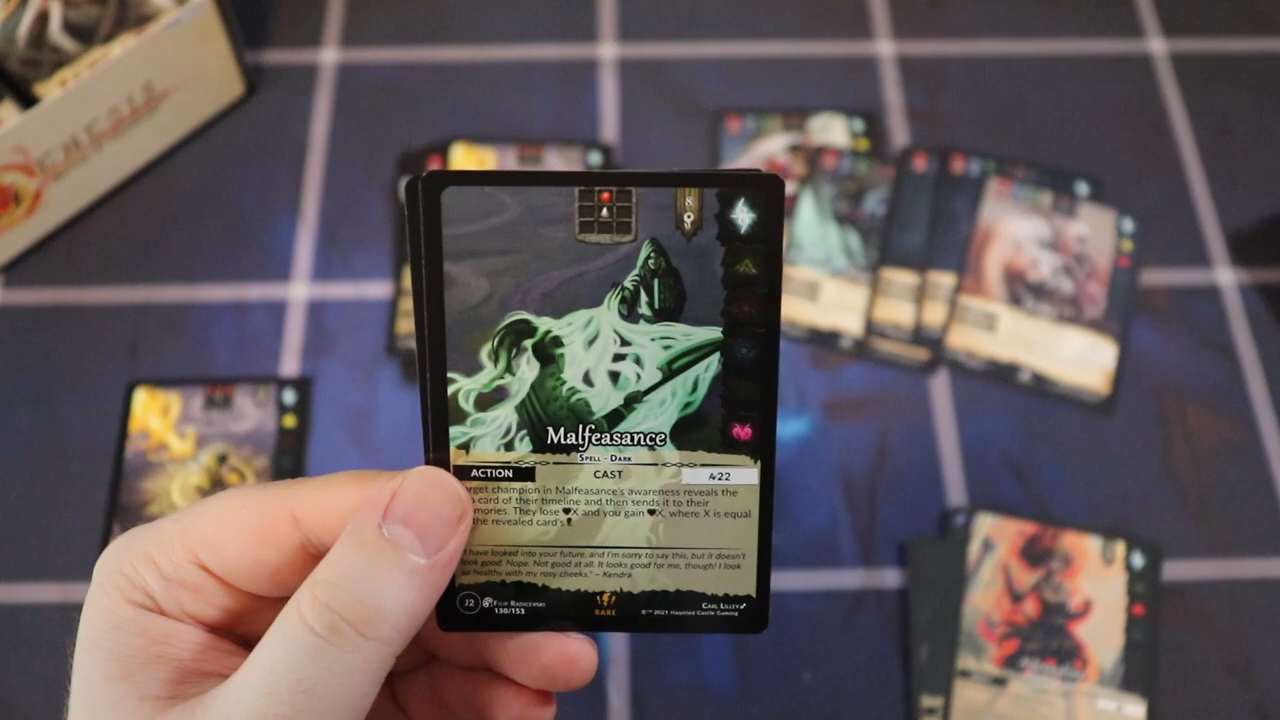 8
Malfeasance
SPELL - DARK
ACTION
CAST
22
rget champion in Malfeasance's awareness reveals the
card of their timeline and then sends it to their
mories. They lose ♥X and you gain ♥X, where X is equal
the revealed card's
I have looked into your future, and I'm sorry to say this, but it doesn't
look good. Nope. Not good at all. It looks good for me, though! I look
so healthy with my rosy cheeks." – Kendra
J2
130/153
RARE
CARL LILLEY
©™ 2021 Haunted Castle Gaming